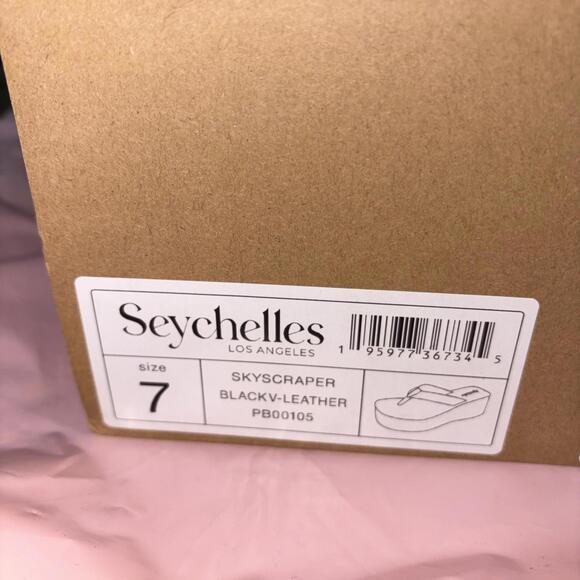 Seychelles
LOS ANGELES
1 95977 36734 5
size
7
SKYSCRAPER
BLACKV-LEATHER
PB00105